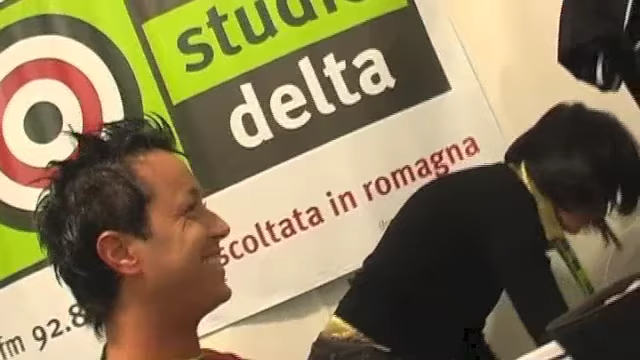 studio
delta
scoltata in romagna
fm 92.8